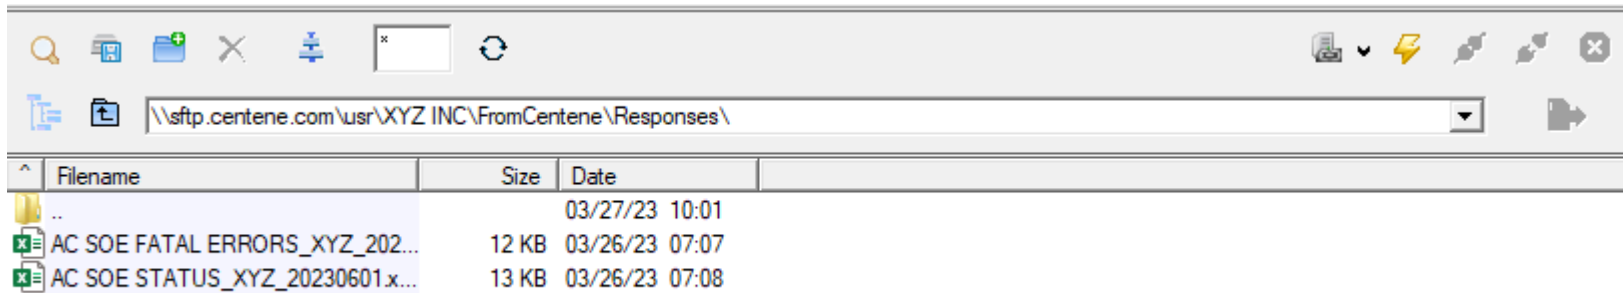 *
\\sftp.centene.com\usr\XYZ INC\FromCentene\Responses\
^ Filename Size Date
.. 03/27/23 10:01
AC SOE FATAL ERRORS_XYZ_202... 12 KB 03/26/23 07:07
AC SOE STATUS_XYZ_20230601.x... 13 KB 03/26/23 07:08